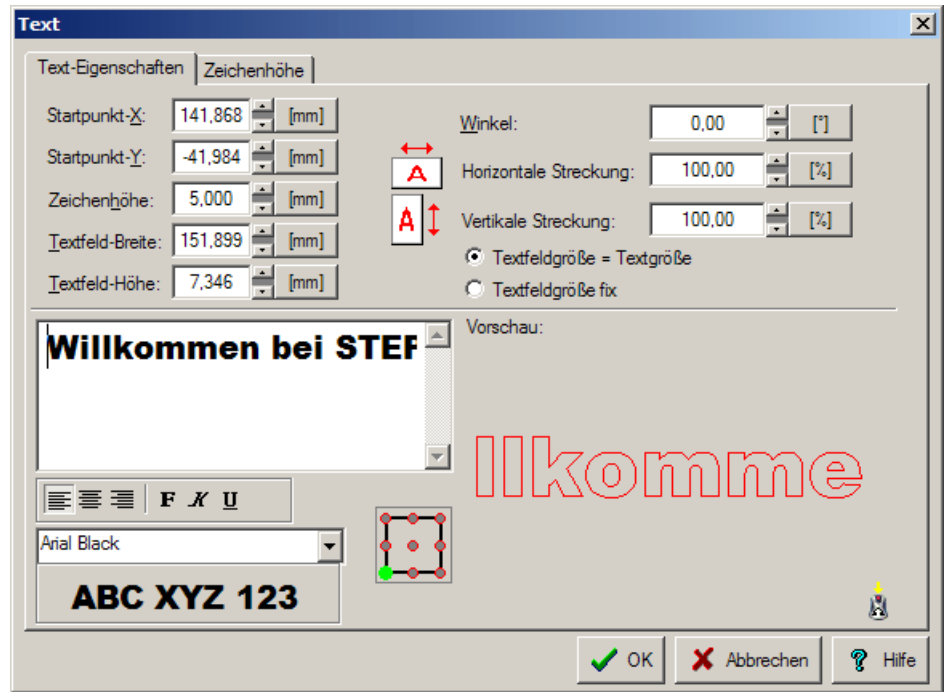 Text
Text-Eigenschaften Zeichenhöhe
Startpunkt-X: 141,868 [mm]
Startpunkt-Y: -41,984 [mm]
Zeichenhöhe: 5,000 [mm]
Textfeld-Breite: 151,899 [mm]
Textfeld-Höhe: 7,346 [mm]
A
A
Winkel: 0,00 [°]
Horizontale Streckung: 100,00 [%]
Vertikale Streckung: 100,00 [%]
Textfeldgröße = Textgröße
Textfeldgröße fix
Willkommen bei STEP
Vorschau:
llkomme
F K U
Arial Black
ABC XYZ 123
OK Abbrechen Hilfe